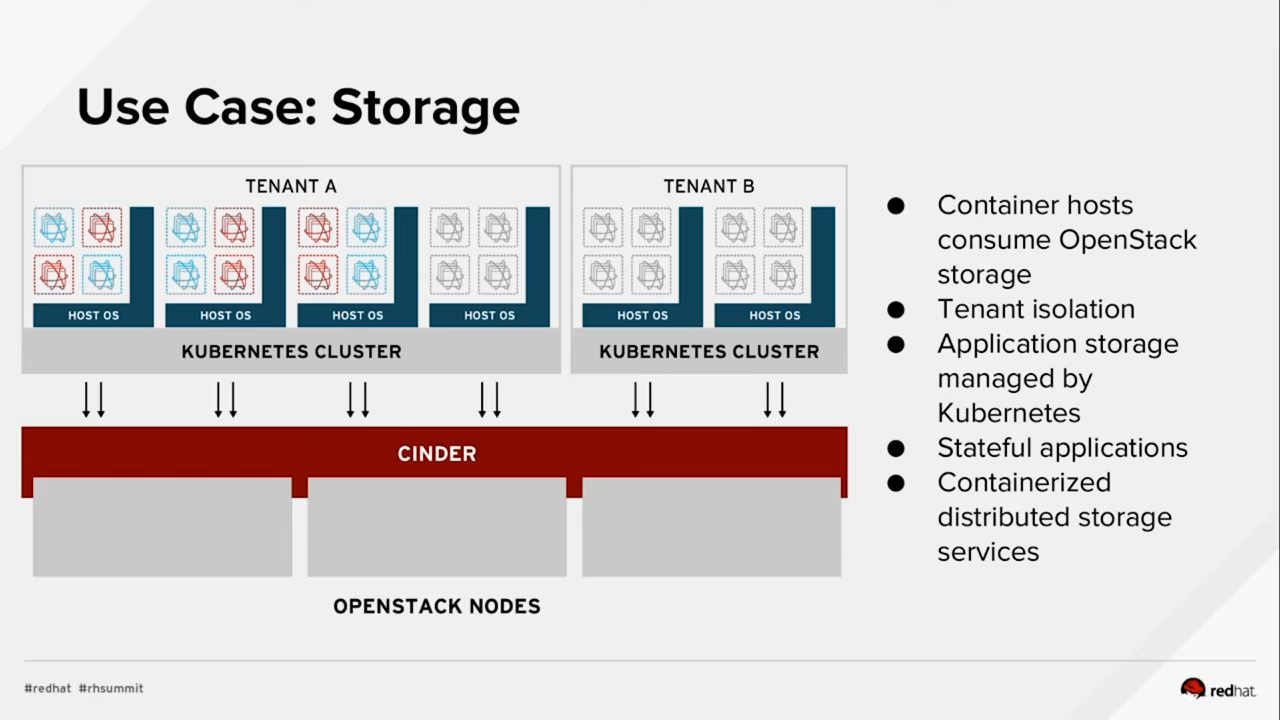 Use Case: Storage
TENANT A
HOST OS
HOST OS
HOST OS
HOST OS
KUBERNETES CLUSTER
TENANT B
HOST OS
HOST OS
KUBERNETES CLUSTER
CINDER
OPENSTACK NODES
● Container hosts
consume OpenStack
storage
● Tenant isolation
● Application storage
managed by
Kubernetes
● Stateful applications
● Containerized
distributed storage
services
#redhat #rhsummit
redhat.